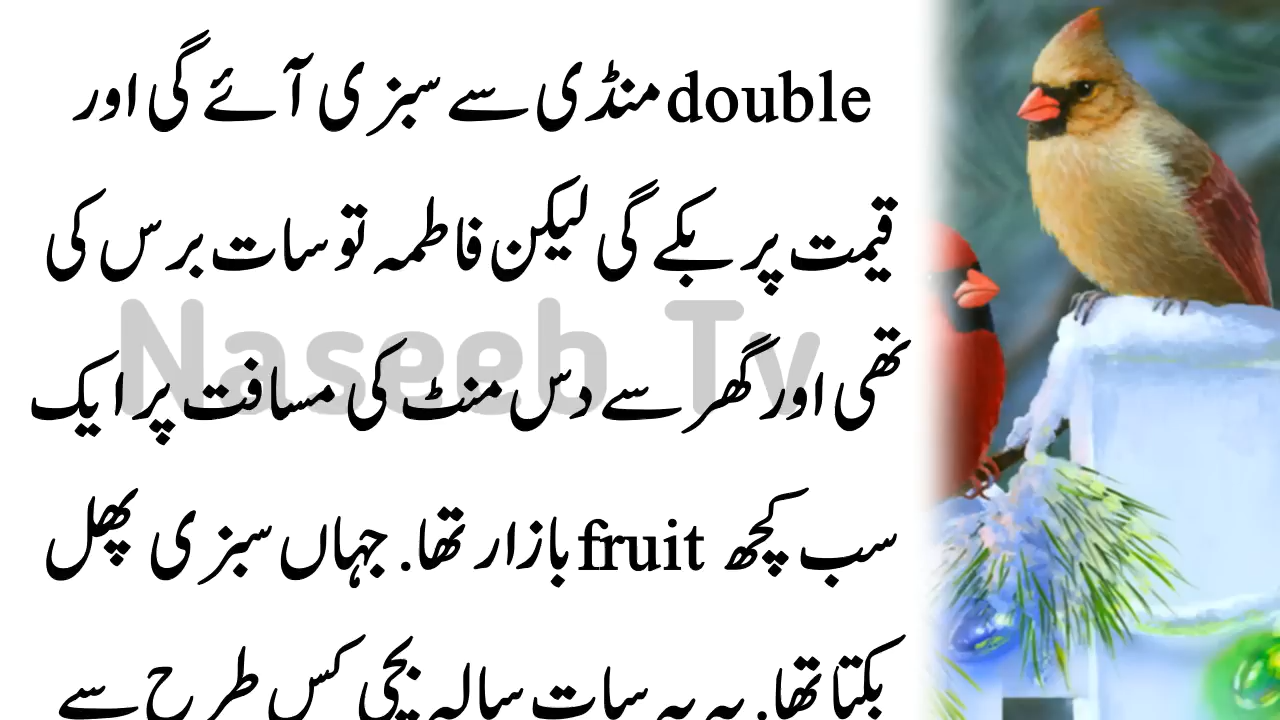 double منڈی سے سبزی آئے گی اور
قیمت پر بکے گی لیکن فاطمہ تو سات برس کی
تھی اور گھر سے دس منٹ کی مسافت پر ایک
سب کچھ fruit بازار تھا. جہاں سبزی پھل
بکتا تھا. یہ یہ سات سالہ بچی کس طرح سے
Naseeb Tv